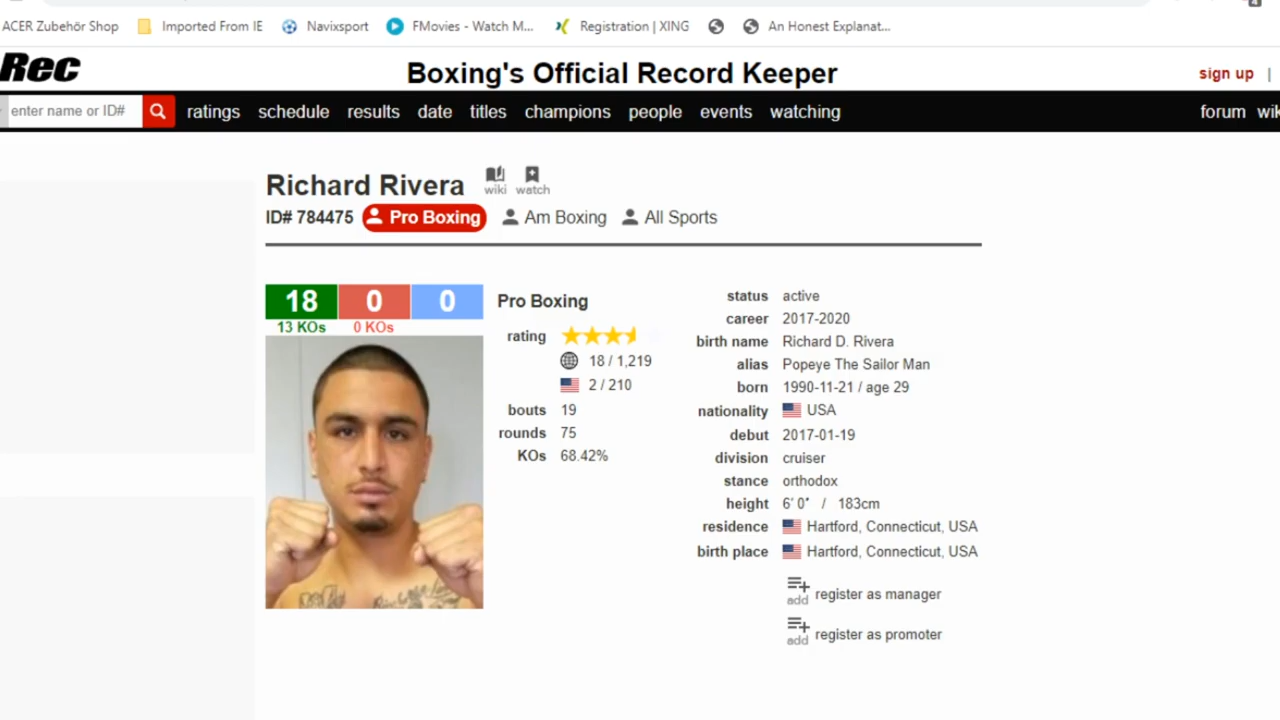 ACER Zubehör Shop Imported From IE Navixsport FMovies - Watch M... Registration | XING An Honest Explanat...
Rec
Boxing's Official Record Keeper
sign up |
enter name or ID# ratings schedule results date titles champions people events watching forum wik
Richard Rivera wiki watch
ID# 784475 Pro Boxing Am Boxing All Sports
18 0 0
13 KOs 0 KOs
Pro Boxing
rating
18 / 1,219
2 / 210
bouts 19
rounds 75
KOs 68.42%
status active
career 2017-2020
birth name Richard D. Rivera
alias Popeye The Sailor Man
born 1990-11-21 / age 29
nationality USA
debut 2017-01-19
division cruiser
stance orthodox
height 6′ 0″ / 183cm
residence Hartford, Connecticut, USA
birth place Hartford, Connecticut, USA
add register as manager
add register as promoter